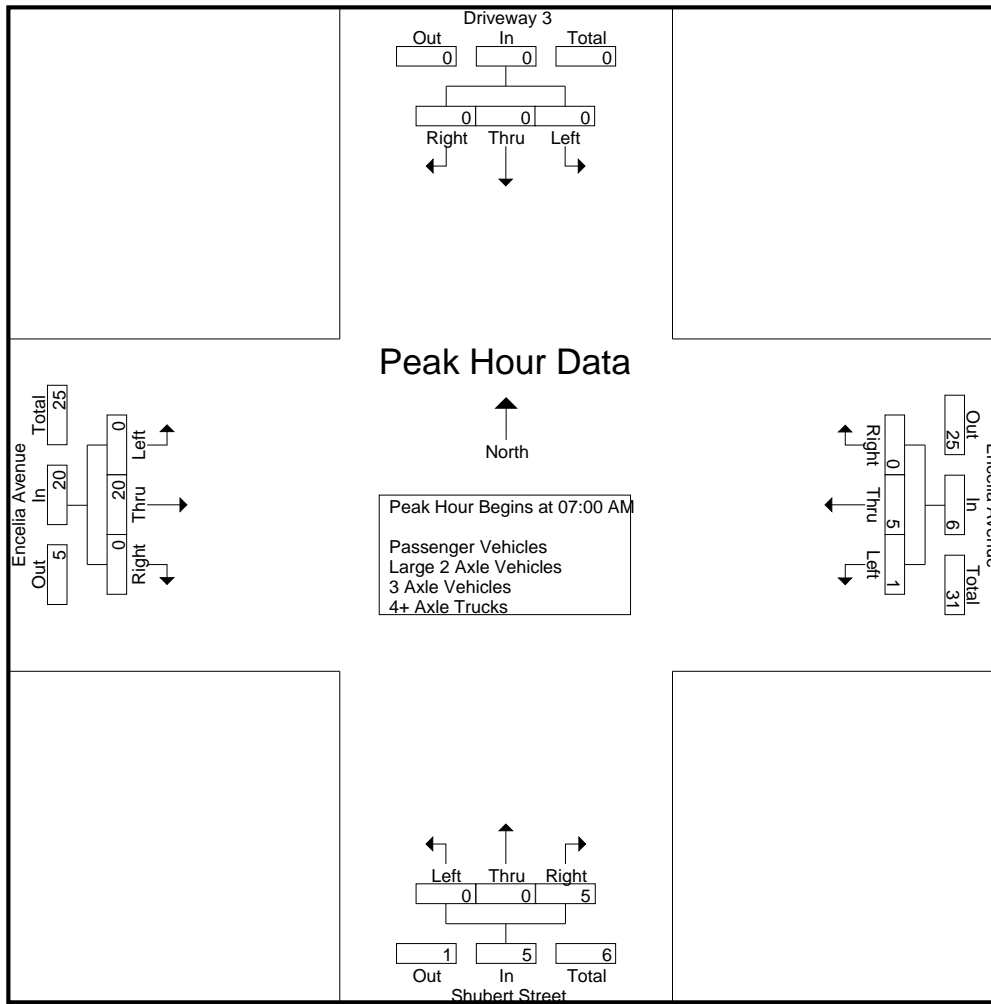 Driveway 3
Out In Total
0 0 0
0 0 0
Right Thru Left
Peak Hour Data
North
Peak Hour Begins at 07:00 AM
Passenger Vehicles
Large 2 Axle Vehicles
3 Axle Vehicles
4+ Axle Trucks
Encelia Avenue
Out In Total
5 20 25
0 20 0
Right Thru Left
Encelia Avenue
Out In Total
25 6 31
0 5 1
Right Thru Left
Left Thru Right
0 0 5
1 5 6
Out In Total
Shubert Street